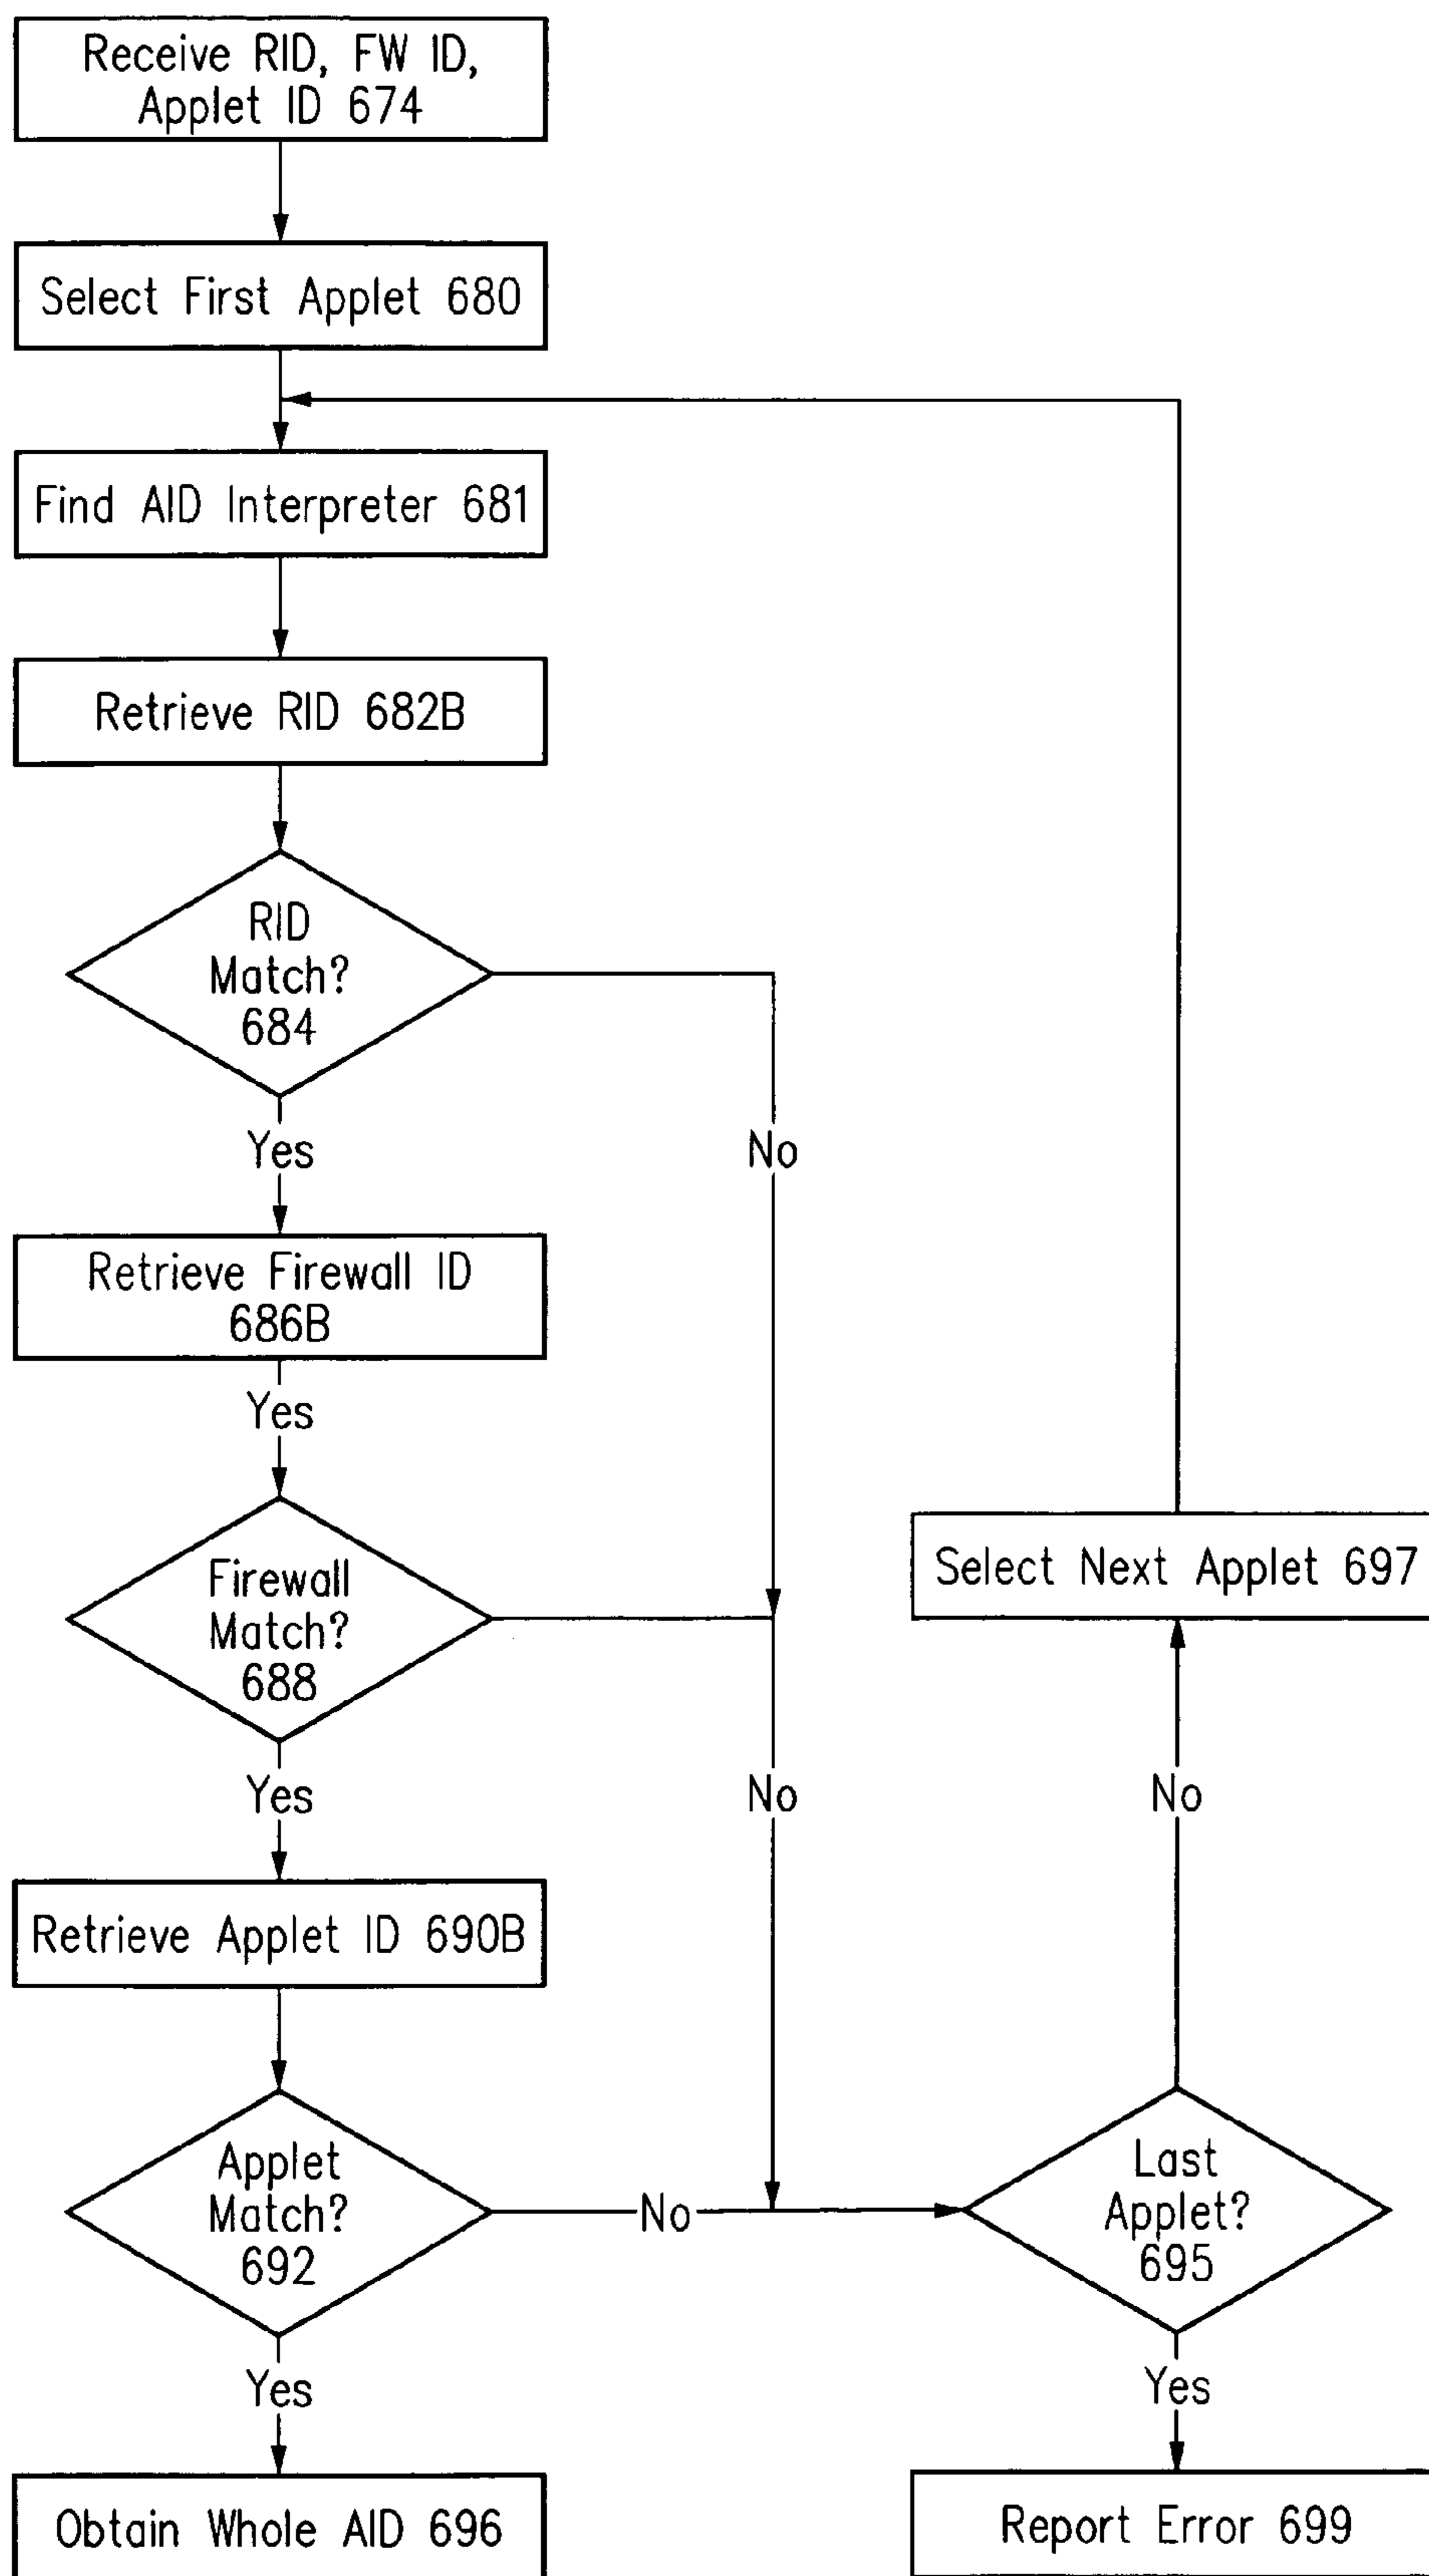 Receive RID, FW ID,
Applet ID 674
Select First Applet 680
Find AID Interpreter 681
Retrieve RID 682B
RID
Match?
684
Yes
No
Retrieve Firewall ID
686B
Yes
Firewall
Match?
688
Select Next Applet 697
Yes
No
No
Retrieve Applet ID 690B
Applet
Match?
692
No
Last
Applet?
695
Yes
Yes
Obtain Whole AID 696
Report Error 699